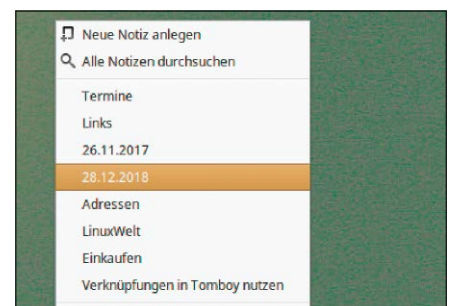 Neue Notiz anlegen
Alle Notizen durchsuchen
Termine
Links
26.11.2017
28.12.2018
Adressen
LinuxWelt
Einkaufen
Verknüpfungen in Tomboy nutzen